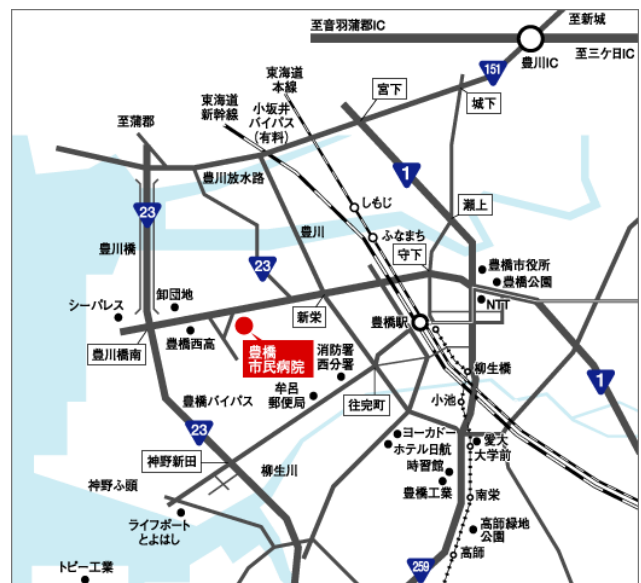 至音羽蒲郡IC
至新城
豊川IC
至三ケ日IC
151
東海道
本線
宮下
城下
東海道
新幹線
小坂井
バイパス
(有料)
至蒲郡
豊川放水路
1
しもじ
瀬上
23
豊川橋
豊川
ふなまち
守下
23
豊橋市役所
豊橋公園
NTT
卸団地
シーパレス
新栄
豊橋駅
豊川橋南
豊橋西高
豊橋
市民病院
消防署
西分署
柳生橋
牟呂
郵便局
往完町
小池
1
豊橋バイパス
23
ヨーカドー
ホテル日航
時習館
豊橋工業
愛大
大学前
神野新田
柳生川
神野ふ頭
南栄
ライフポート
とよはし
高師緑地
公園
高師
トピー工業
259